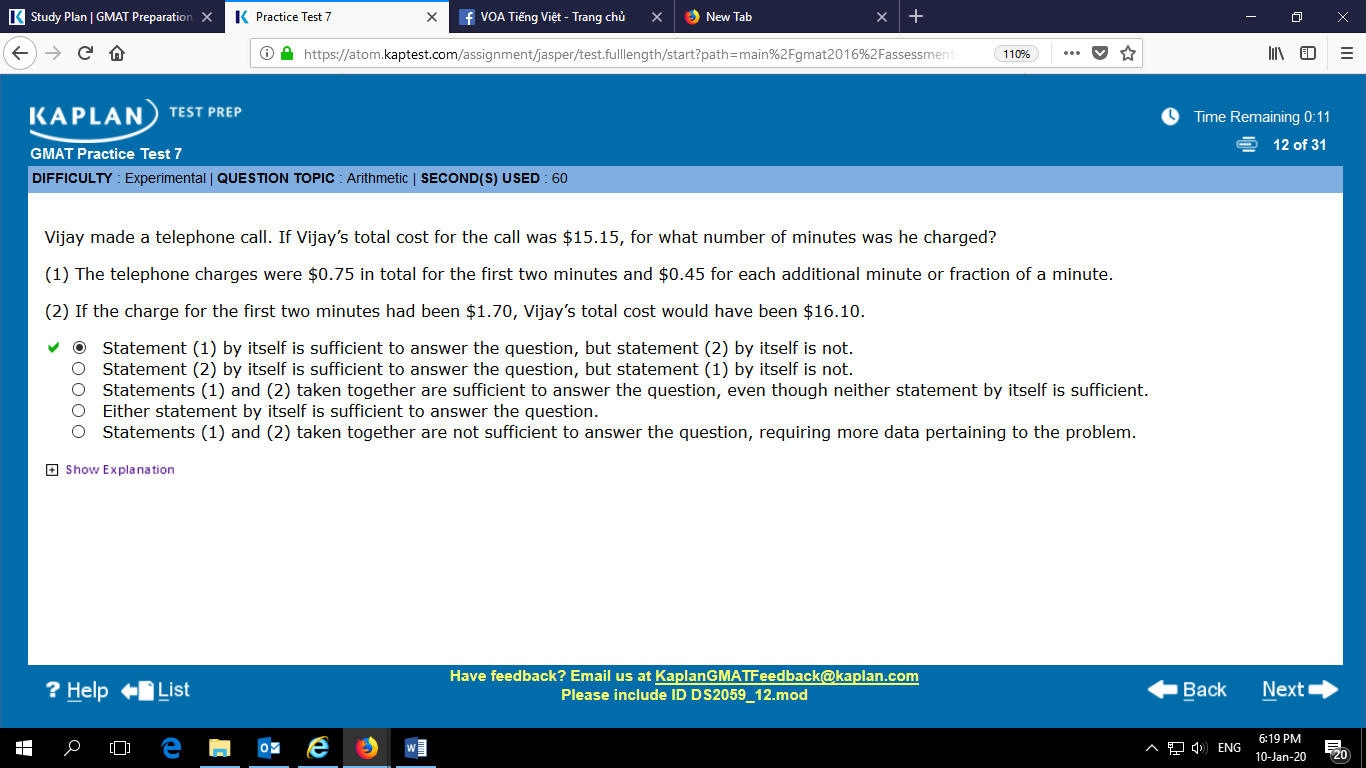 Study Plan | GMAT Preparation
Practice Test 7
VOA Tiếng Việt - Trang chủ
New Tab
https://atom.kaptest.com/assignment/jasper/test.fulllength/start?path=main%2Fgmat2016%2Fassessment
110%
KAPLAN TEST PREP
Time Remaining 0:11
GMAT Practice Test 7
12 of 31
DIFFICULTY : Experimental | QUESTION TOPIC : Arithmetic | SECOND(S) USED : 60
Vijay made a telephone call. If Vijay's total cost for the call was $15.15, for what number of minutes was he charged?
(1) The telephone charges were $0.75 in total for the first two minutes and $0.45 for each additional minute or fraction of a minute.
(2) If the charge for the first two minutes had been $1.70, Vijay's total cost would have been $16.10.
Statement (1) by itself is sufficient to answer the question, but statement (2) by itself is not.
Statement (2) by itself is sufficient to answer the question, but statement (1) by itself is not.
Statements (1) and (2) taken together are sufficient to answer the question, even though neither statement by itself is sufficient.
Either statement by itself is sufficient to answer the question.
Statements (1) and (2) taken together are not sufficient to answer the question, requiring more data pertaining to the problem.
Show Explanation
Have feedback? Email us at KaplanGMATFeedback@kaplan.com
Please include ID DS2059_12.mod
? Help
List
Back
Next
ENG
6:19 PM
10-Jan-20
20